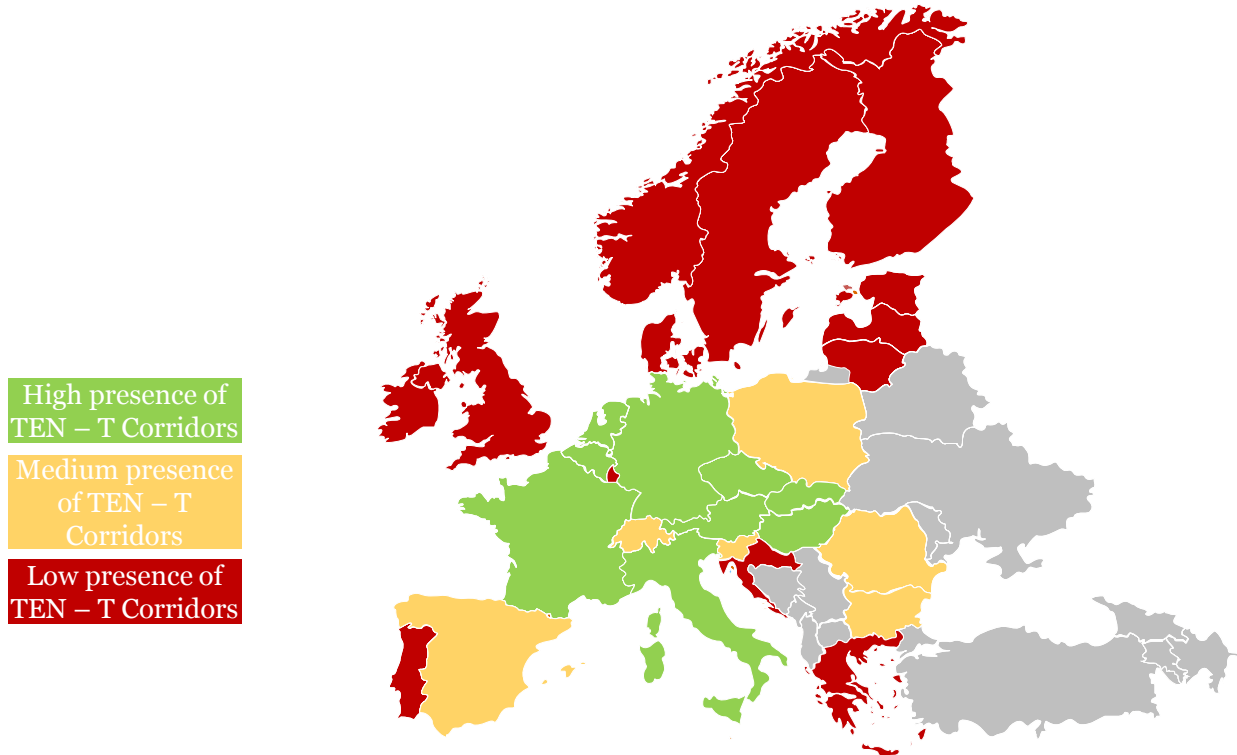 High presence of
TEN – T Corridors
Medium presence
of TEN – T
Corridors
Low presence of
TEN – T Corridors